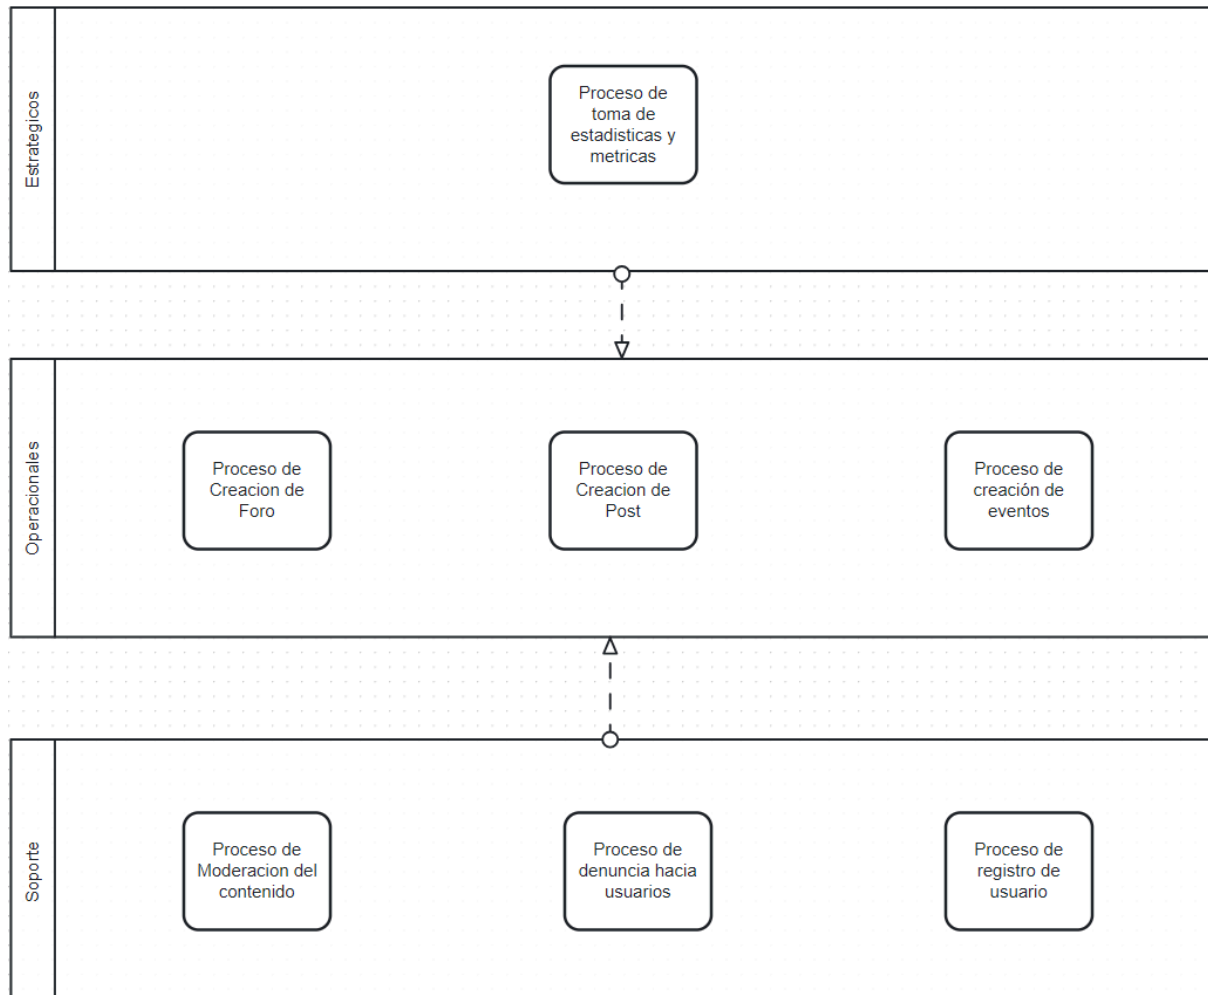 Estrategicos
Proceso de
toma de
estadisticas y
metricas
Operacionales
Proceso de
Creacion de
Foro
Proceso de
Creacion de
Post
Proceso de
creación de
eventos
Soporte
Proceso de
Moderacion del
contenido
Proceso de
denuncia hacia
usuarios
Proceso de
registro de
usuario